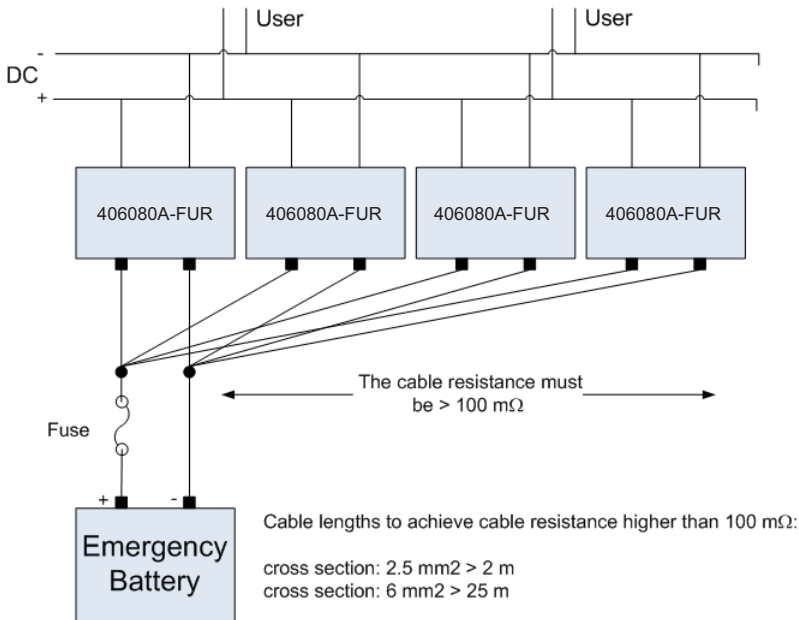 User
User
-
DC
+
406080A-FUR
406080A-FUR
406080A-FUR
406080A-FUR
The cable resistance must
be > 100 mΩ
Fuse
+
-
Emergency
Battery
Cable lengths to achieve cable resistance higher than 100 mΩ:
cross section: 2.5 mm2 > 2 m
cross section: 6 mm2 > 25 m